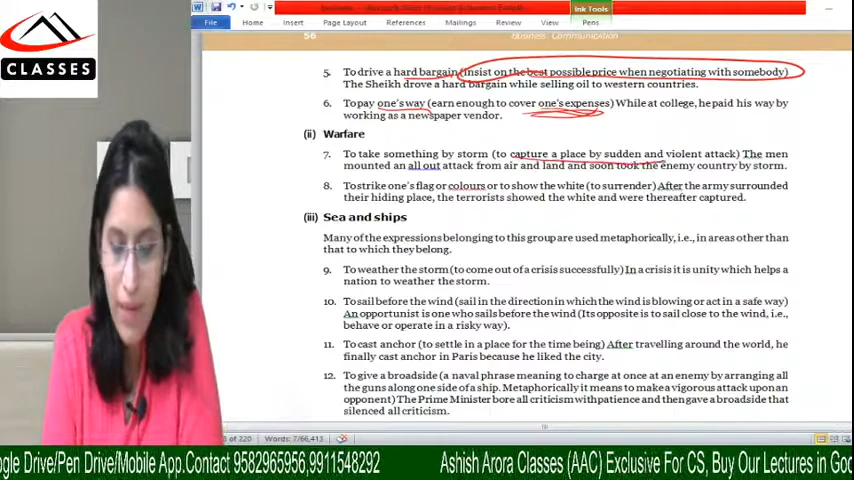 CLASSES
Ink Tools
File
Home
Insert
Page Layout
References
Mailings
Review
View
Pens
56
Business Communication
5. To drive a hard bargain (insist on the best possible price when negotiating with somebody)
The Sheikh drove a hard bargain while selling oil to western countries.
6. To pay one's way (earn enough to cover one's expenses) While at college, he paid his way by
working as a newspaper vendor.
(ii) Warfare
7. To take something by storm (to capture a place by sudden and violent attack) The men
mounted an all out attack from air and land and soon took the enemy country by storm.
8. To strike one's flag or colours or to show the white (to surrender) After the army surrounded
their hiding place, the terrorists showed the white and were thereafter captured.
(iii) Sea and ships
Many of the expressions belonging to this group are used metaphorically, i.e., in areas other than
that to which they belong.
9. To weather the storm (to come out of a crisis successfully) In a crisis it is unity which helps a
nation to weather the storm.
10. To sail before the wind (sail in the direction in which the wind is blowing or act in a safe way)
An opportunist is one who sails before the wind (Its opposite is to sail close to the wind, i.e.,
behave or operate in a risky way).
11. To cast anchor (to settle in a place for the time being) After travelling around the world, he
finally cast anchor in Paris because he liked the city.
12. To give a broadside (a naval phrase meaning to charge at once at an enemy by arranging all
the guns along one side of a ship. Metaphorically it means to make a vigorous attack upon an
opponent) The Prime Minister bore all criticism with patience and then gave a broadside that
silenced all criticism.
of 220
Words: 7/66,413
ogle Drive/Pen Drive/Mobile App.Contact 9582965956,9911548292
Ashish Arora Classes (AAC) Exclusive For CS, Buy Our Lectures in Goo